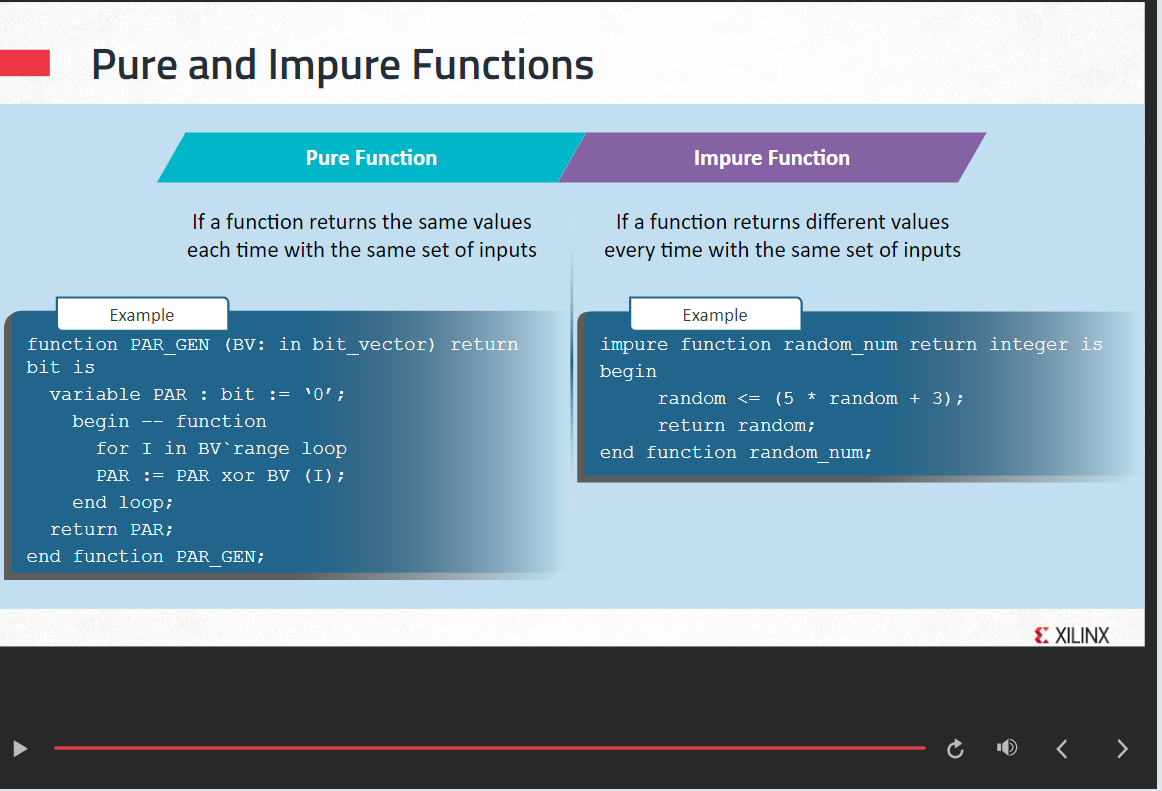 Pure and Impure Functions
Pure Function
If a function returns the same values
each time with the same set of inputs
Example
function PAR_GEN (BV: in bit_vector) return
bit is
variable PAR : bit := ‘0’;
begin -- function
for I in BV`range loop
PAR := PAR xor BV (I);
end loop;
return PAR;
end function PAR_GEN;
Impure Function
If a function returns different values
every time with the same set of inputs
Example
impure function random_num return integer is
begin
random <= (5 * random + 3);
return random;
end function random_num;
XILINX